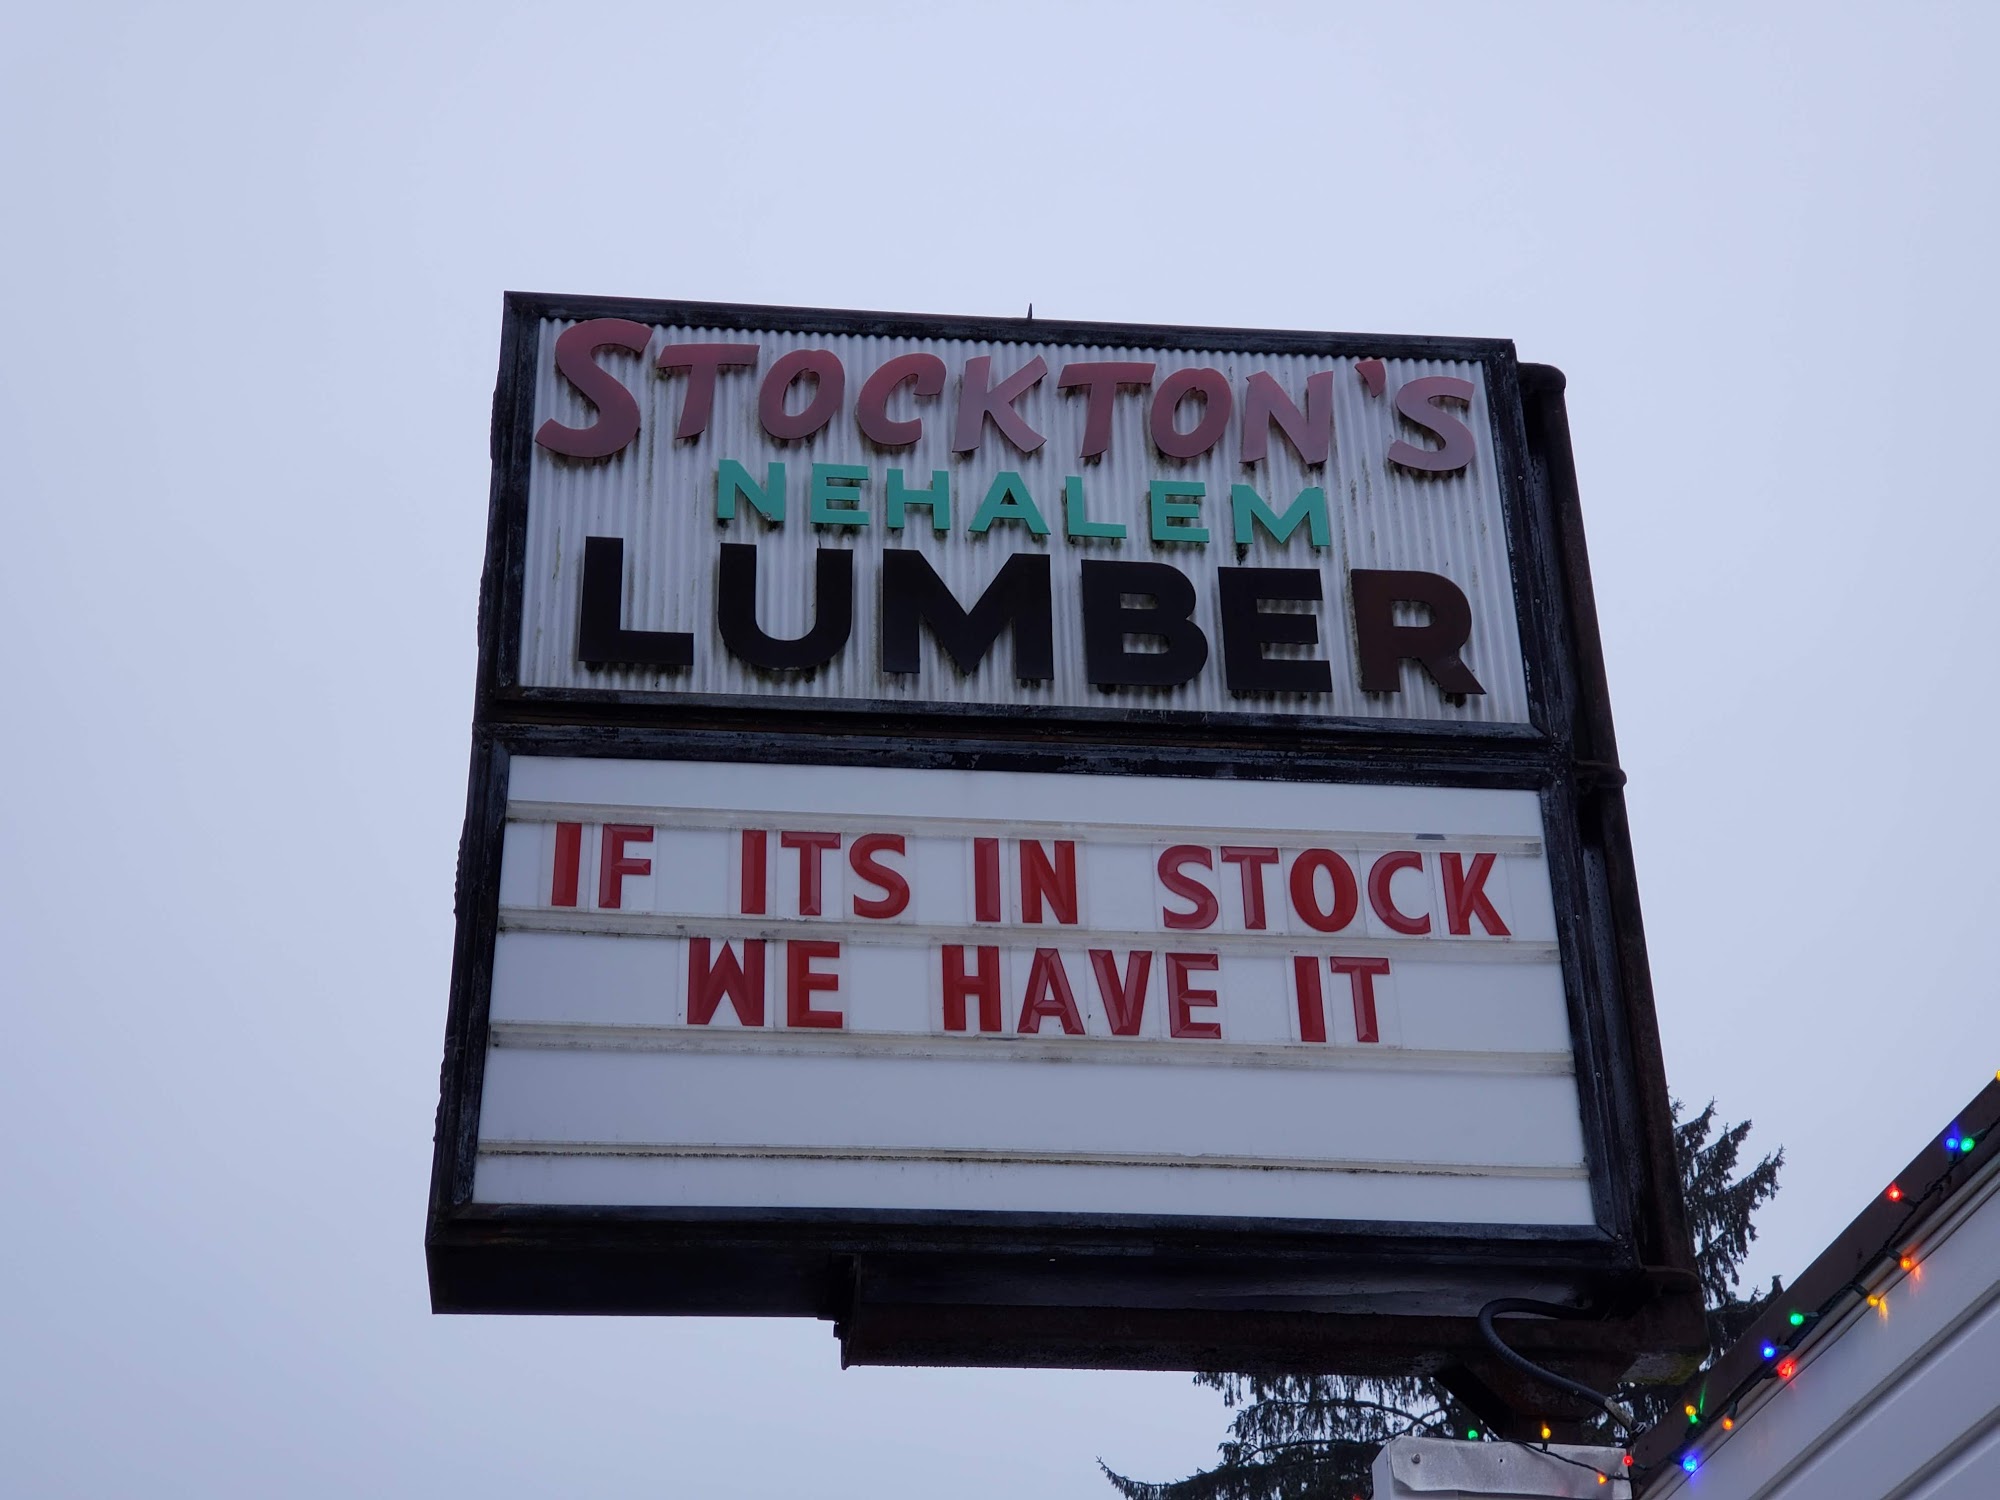 STOCKTON'S
NEHALEM
LUMBER
IF ITS IN STOCK
WE HAVE IT